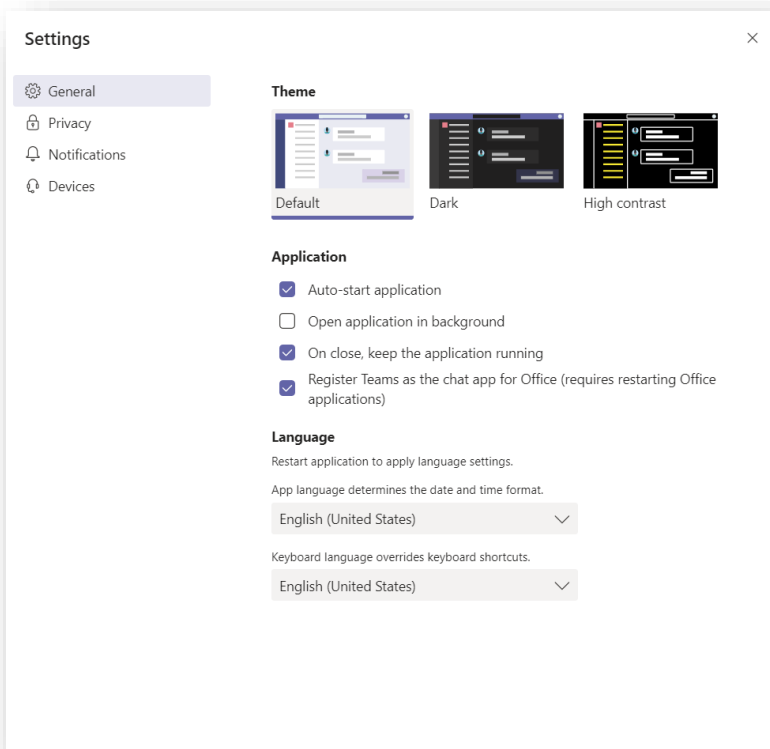 Settings
General
Privacy
Notifications
Devices
Theme
Default
Dark
High contrast
Application
Auto-start application
Open application in background
On close, keep the application running
Register Teams as the chat app for Office (requires restarting Office
applications)
Language
Restart application to apply language settings.
App language determines the date and time format.
English (United States)
Keyboard language overrides keyboard shortcuts.
English (United States)